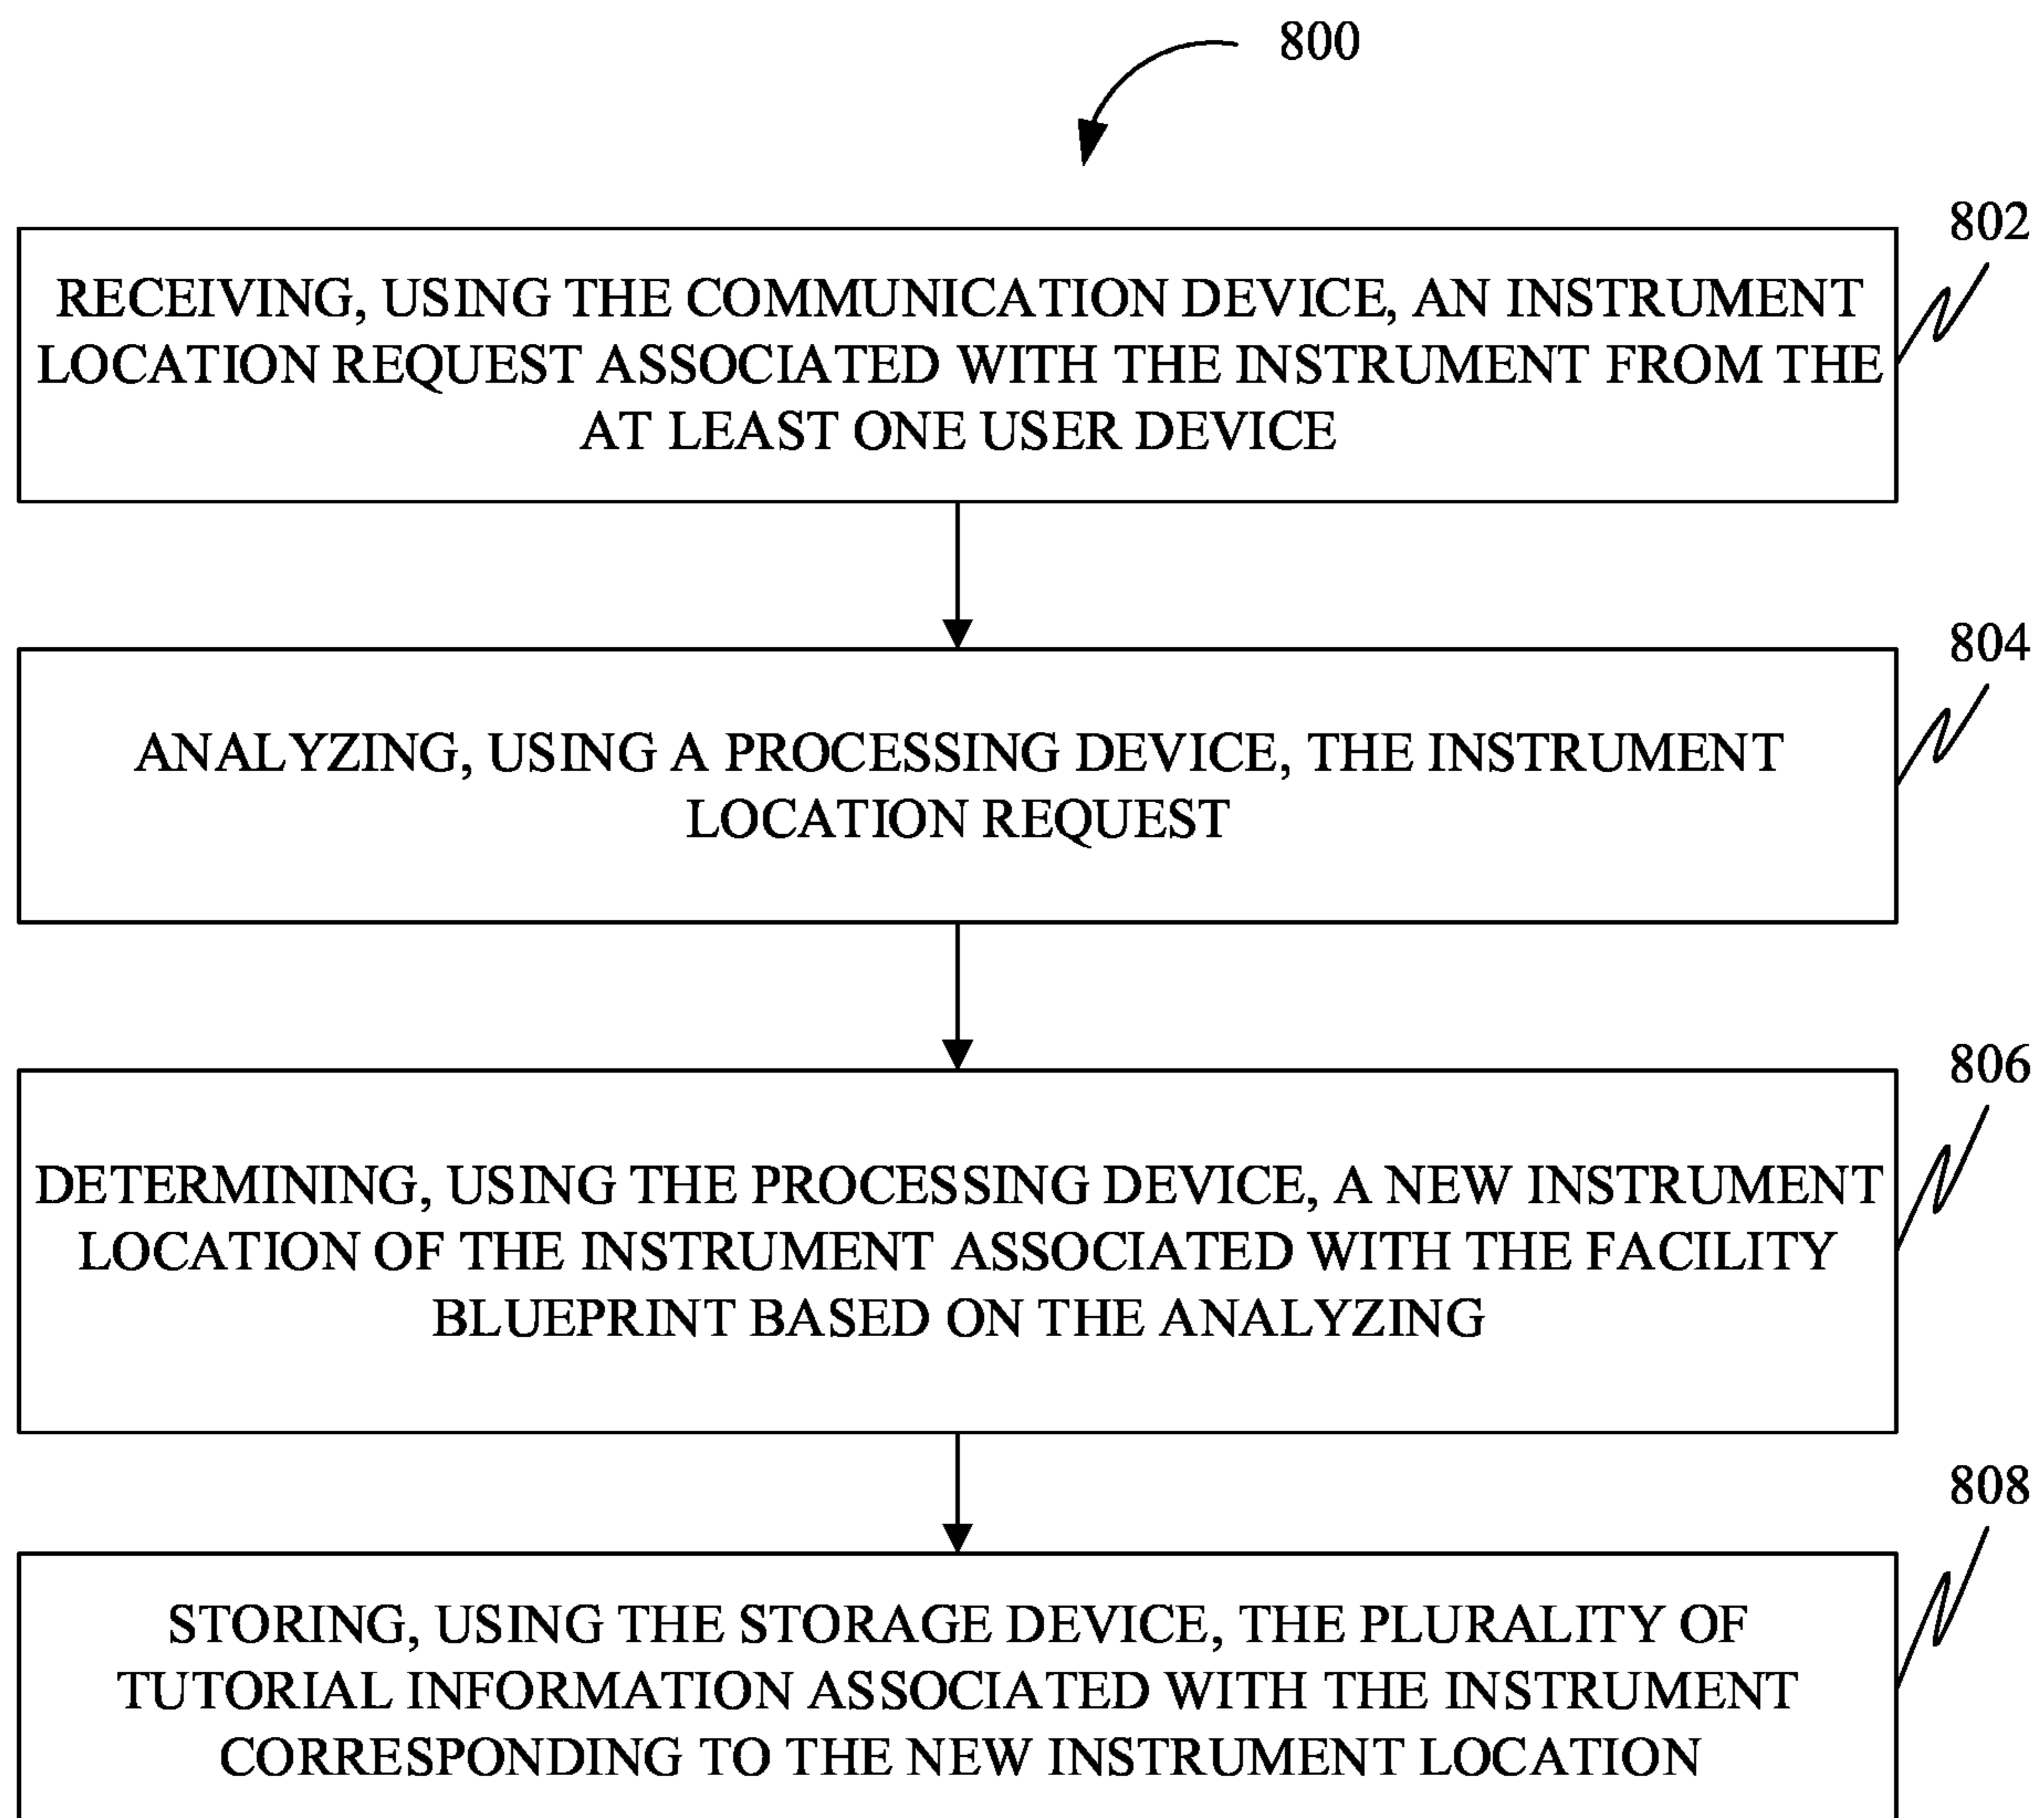 800
802
RECEIVING, USING THE COMMUNICATION DEVICE, AN INSTRUMENT
LOCATION REQUEST ASSOCIATED WITH THE INSTRUMENT FROM THE
AT LEAST ONE USER DEVICE
804
ANALYZING, USING A PROCESSING DEVICE, THE INSTRUMENT
LOCATION REQUEST
806
DETERMINING, USING THE PROCESSING DEVICE, A NEW INSTRUMENT
LOCATION OF THE INSTRUMENT ASSOCIATED WITH THE FACILITY
BLUEPRINT BASED ON THE ANALYZING
808
STORING, USING THE STORAGE DEVICE, THE PLURALITY OF
TUTORIAL INFORMATION ASSOCIATED WITH THE INSTRUMENT
CORRESPONDING TO THE NEW INSTRUMENT LOCATION